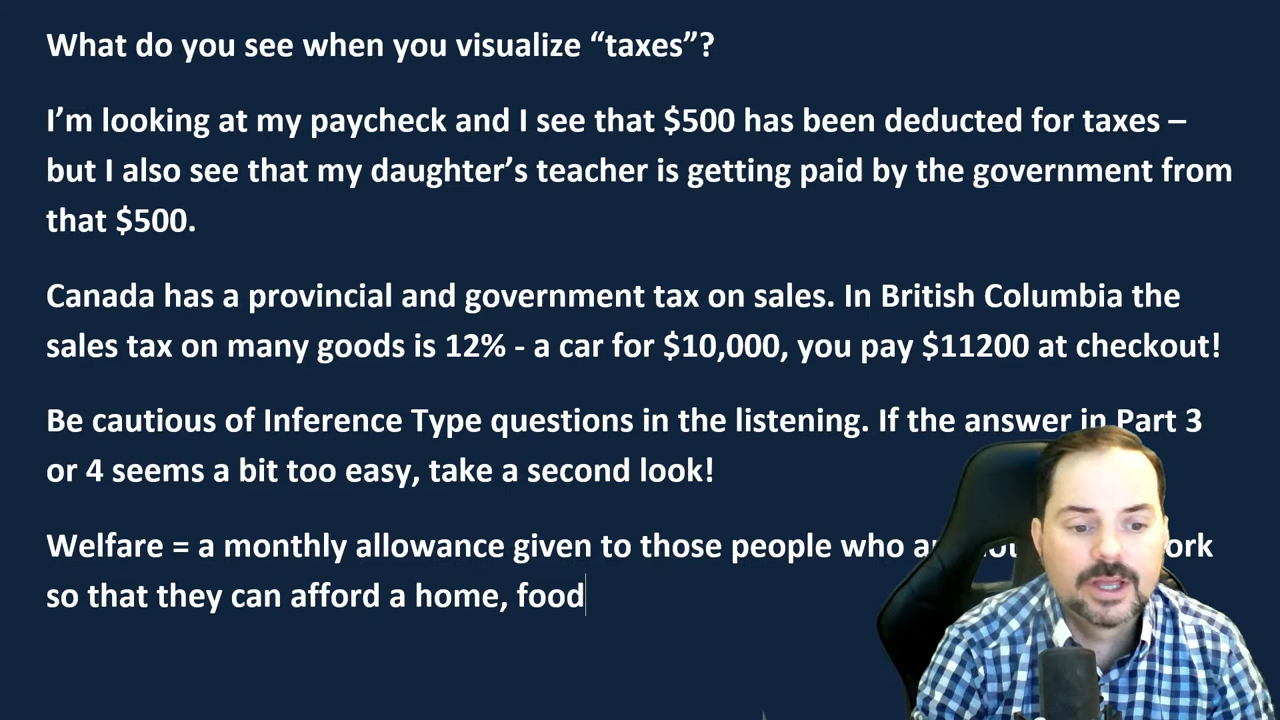 What do you see when you visualize “taxes”?
I’m looking at my paycheck and I see that $500 has been deducted for taxes –
but I also see that my daughter’s teacher is getting paid by the government from
that $500.
Canada has a provincial and government tax on sales. In British Columbia the
sales tax on many goods is 12% - a car for $10,000, you pay $11200 at checkout!
Be cautious of Inference Type questions in the listening. If the answer in Part 3
or 4 seems a bit too easy, take a second look!
Welfare = a monthly allowance given to those people who
so that they can afford a home, food